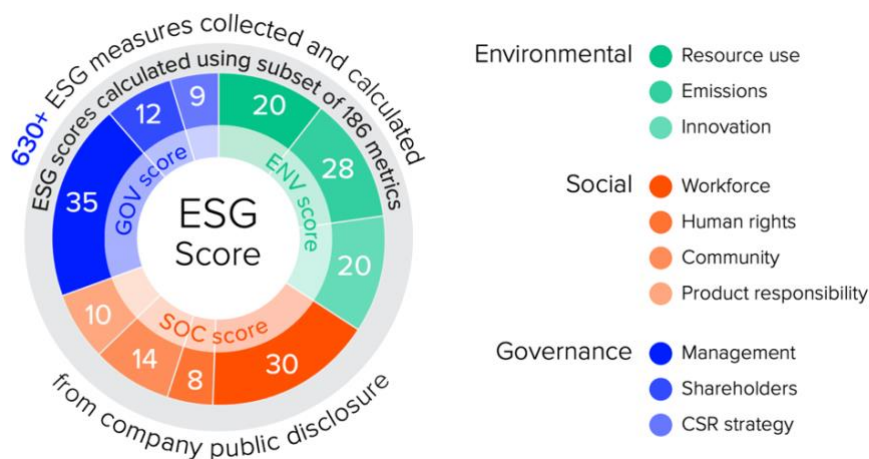 630+ ESG measures collected and calculated
ESG scores calculated using subset of 186 metrics
20
28
20
30
8
14
10
35
12
9
ENV score
SOC score
GOV score
ESG
Score
from company public disclosure
Environmental
Resource use
Emissions
Innovation
Social
Workforce
Human rights
Community
Product responsibility
Governance
Management
Shareholders
CSR strategy